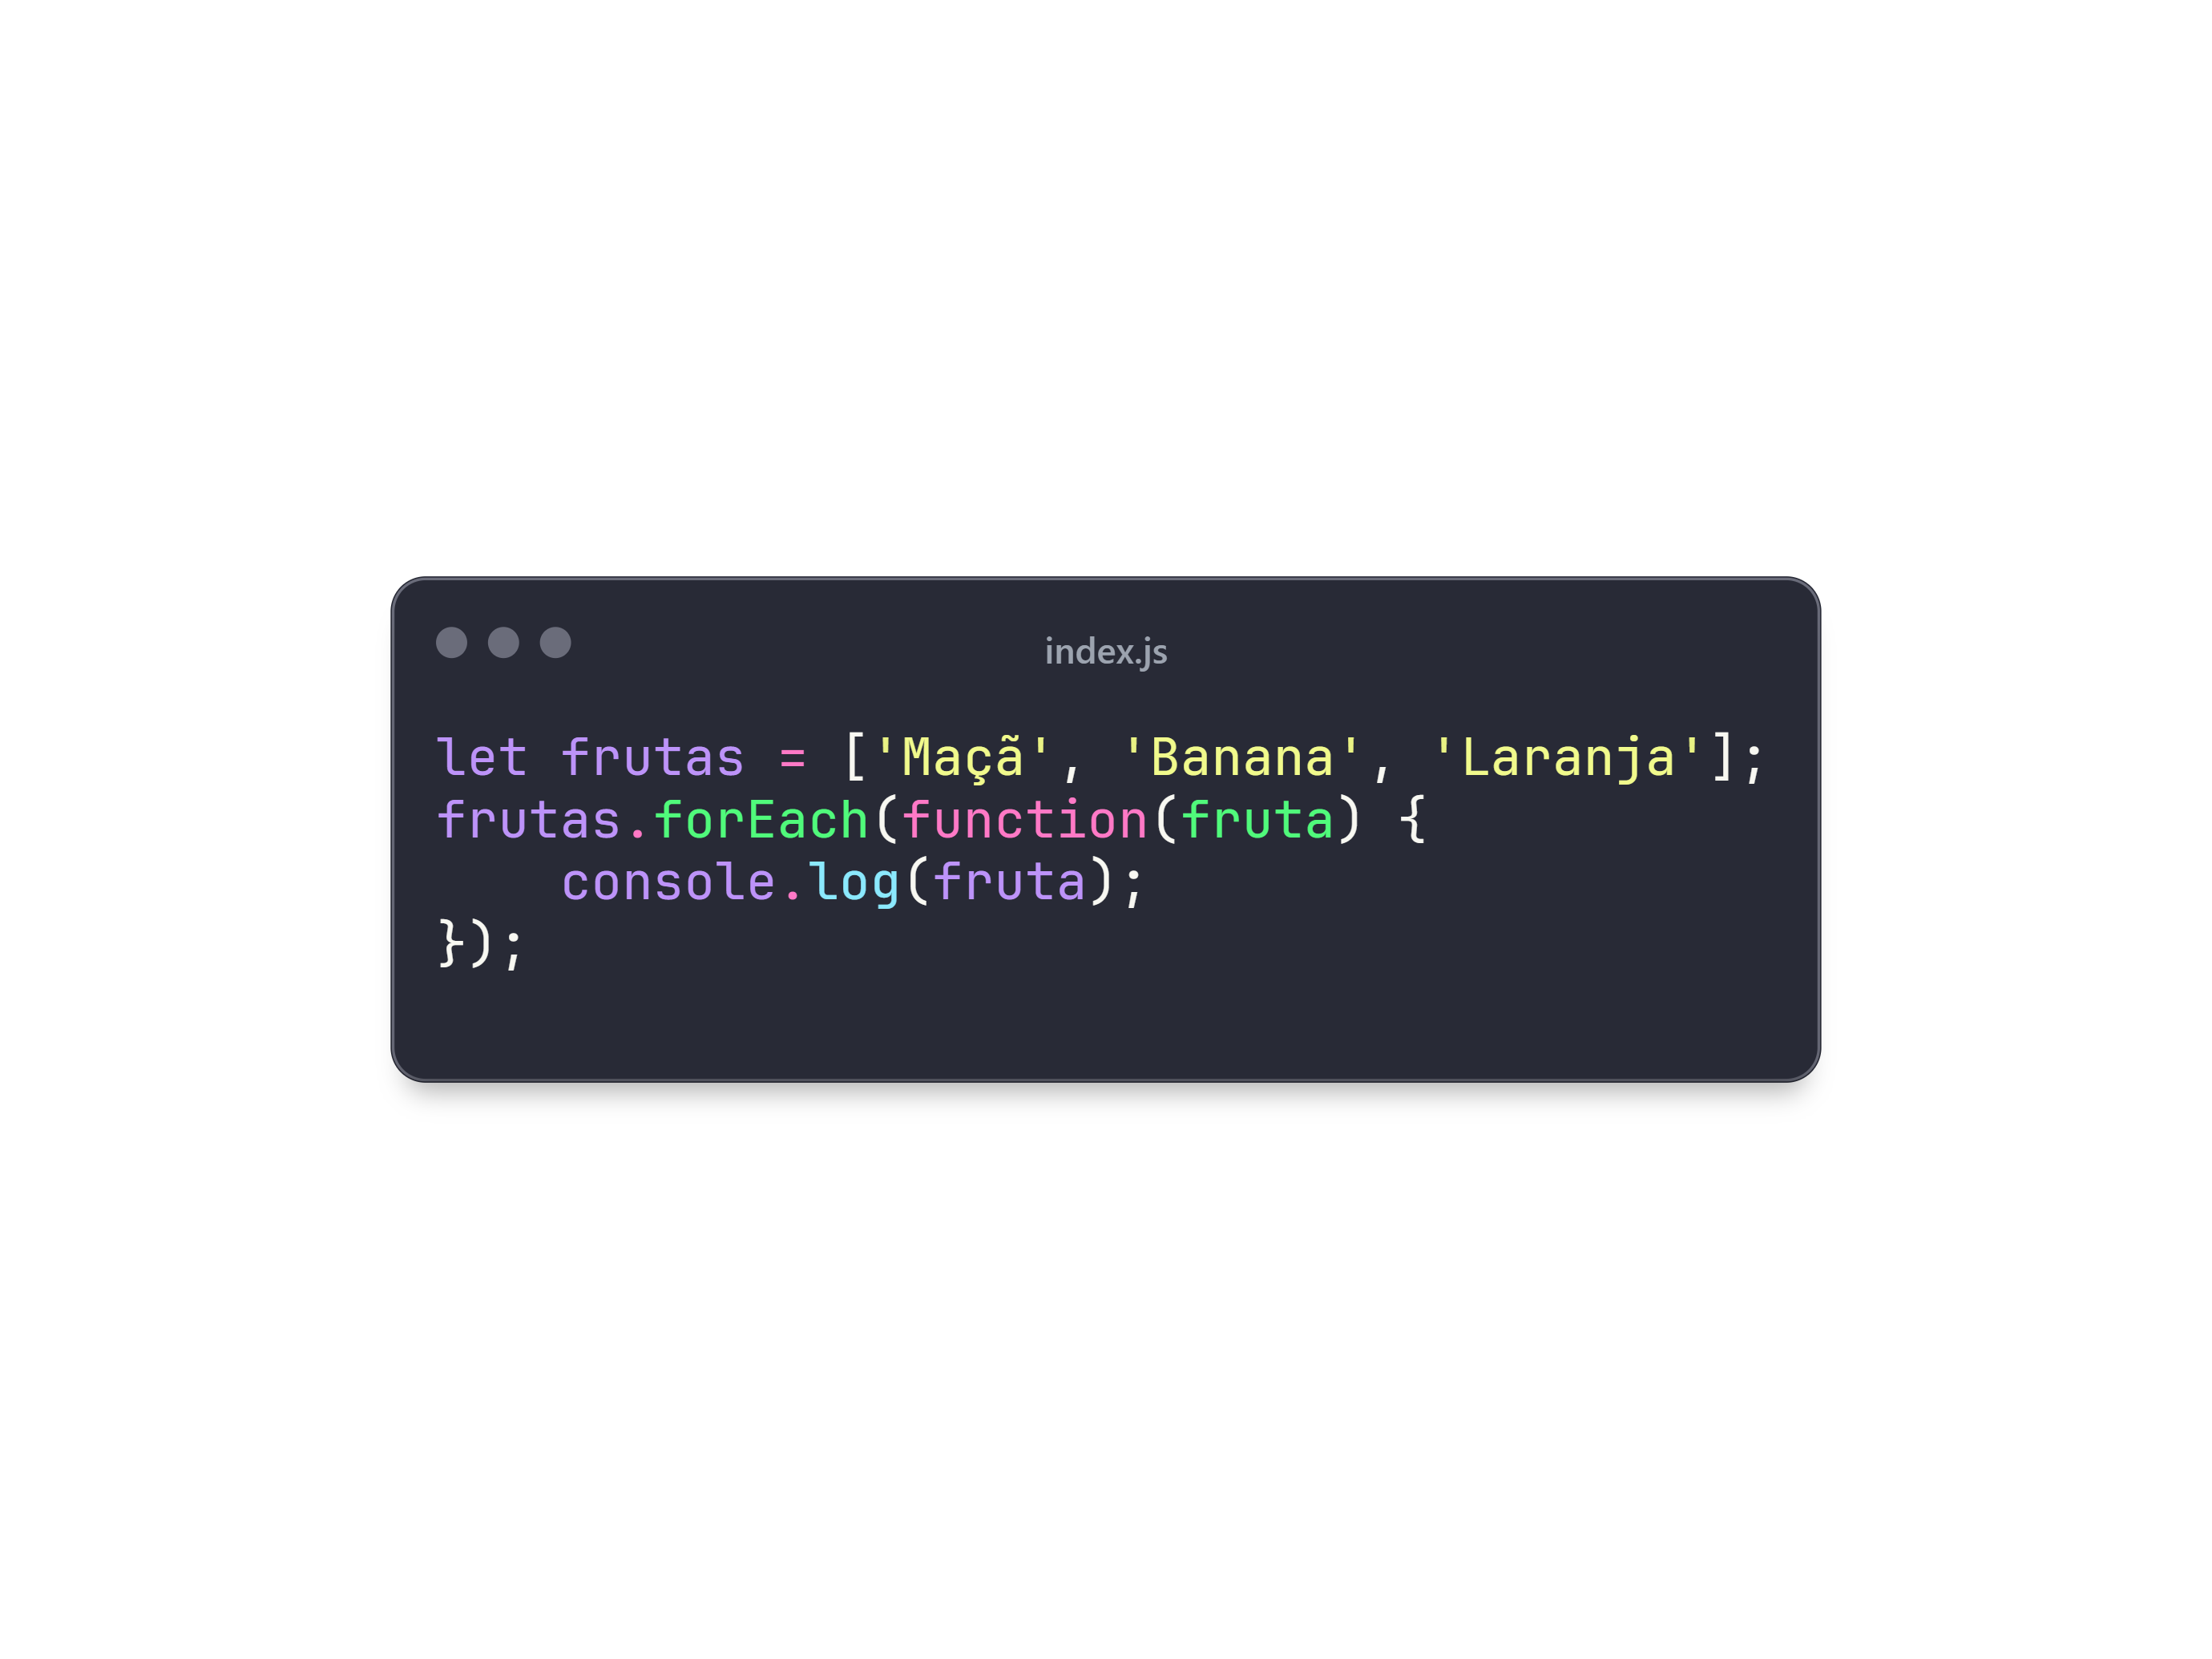 index.js
let frutas = ['Maçã', 'Banana', 'Laranja'];
frutas.forEach(function(fruta) {
    console.log(fruta);
});